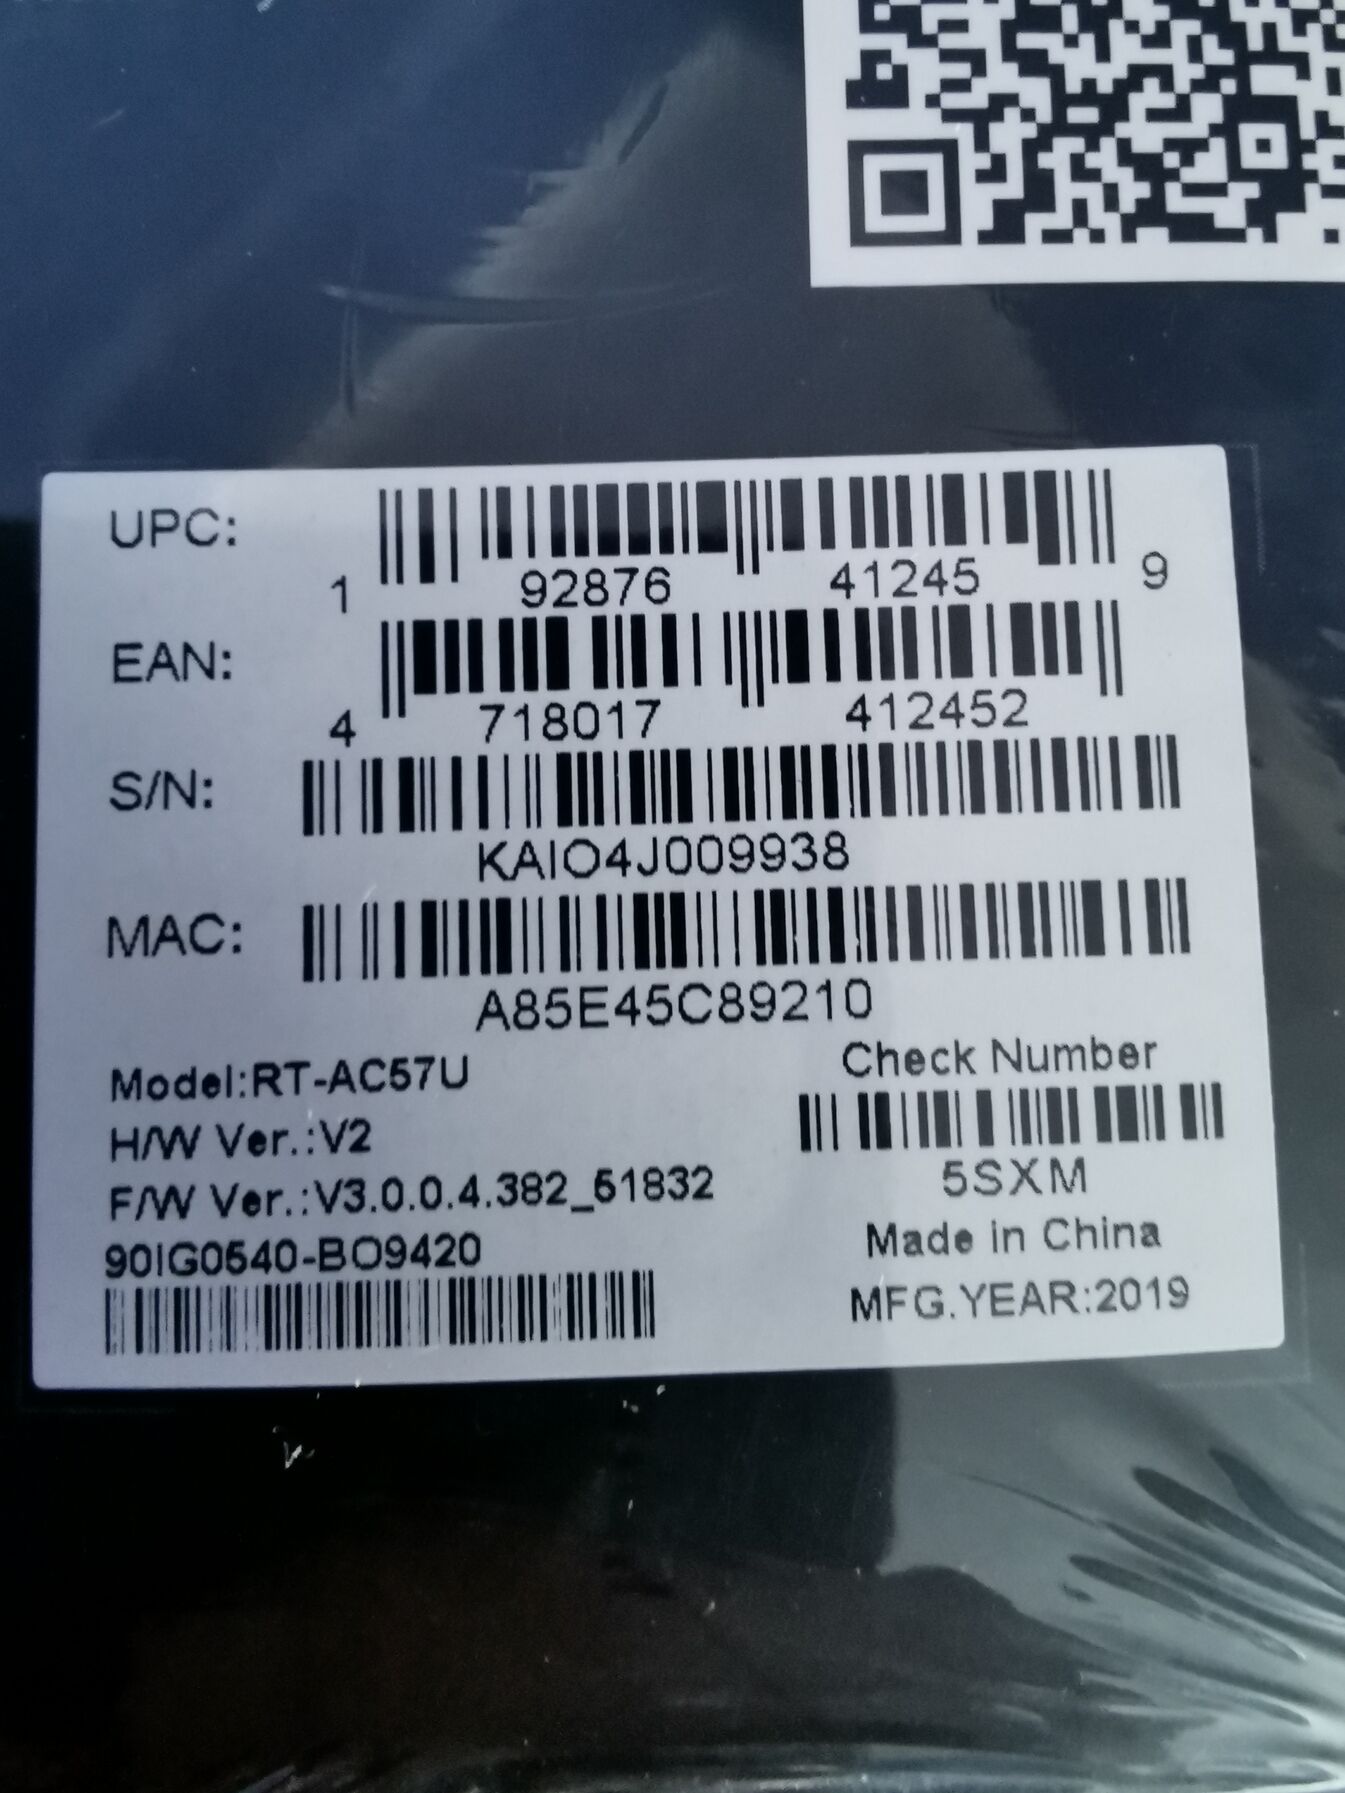 UPC:
1 92876 41245 9
EAN:
4 718017 412452
S/N:
KAIO4J009938
MAC:
A85E45C89210
Model:RT-AC57U
H/W Ver.:V2
F/W Ver.:V3.0.0.4.382_51832
90IG0540-BO9420
Check Number
5SXM
Made in China
MFG.YEAR:2019